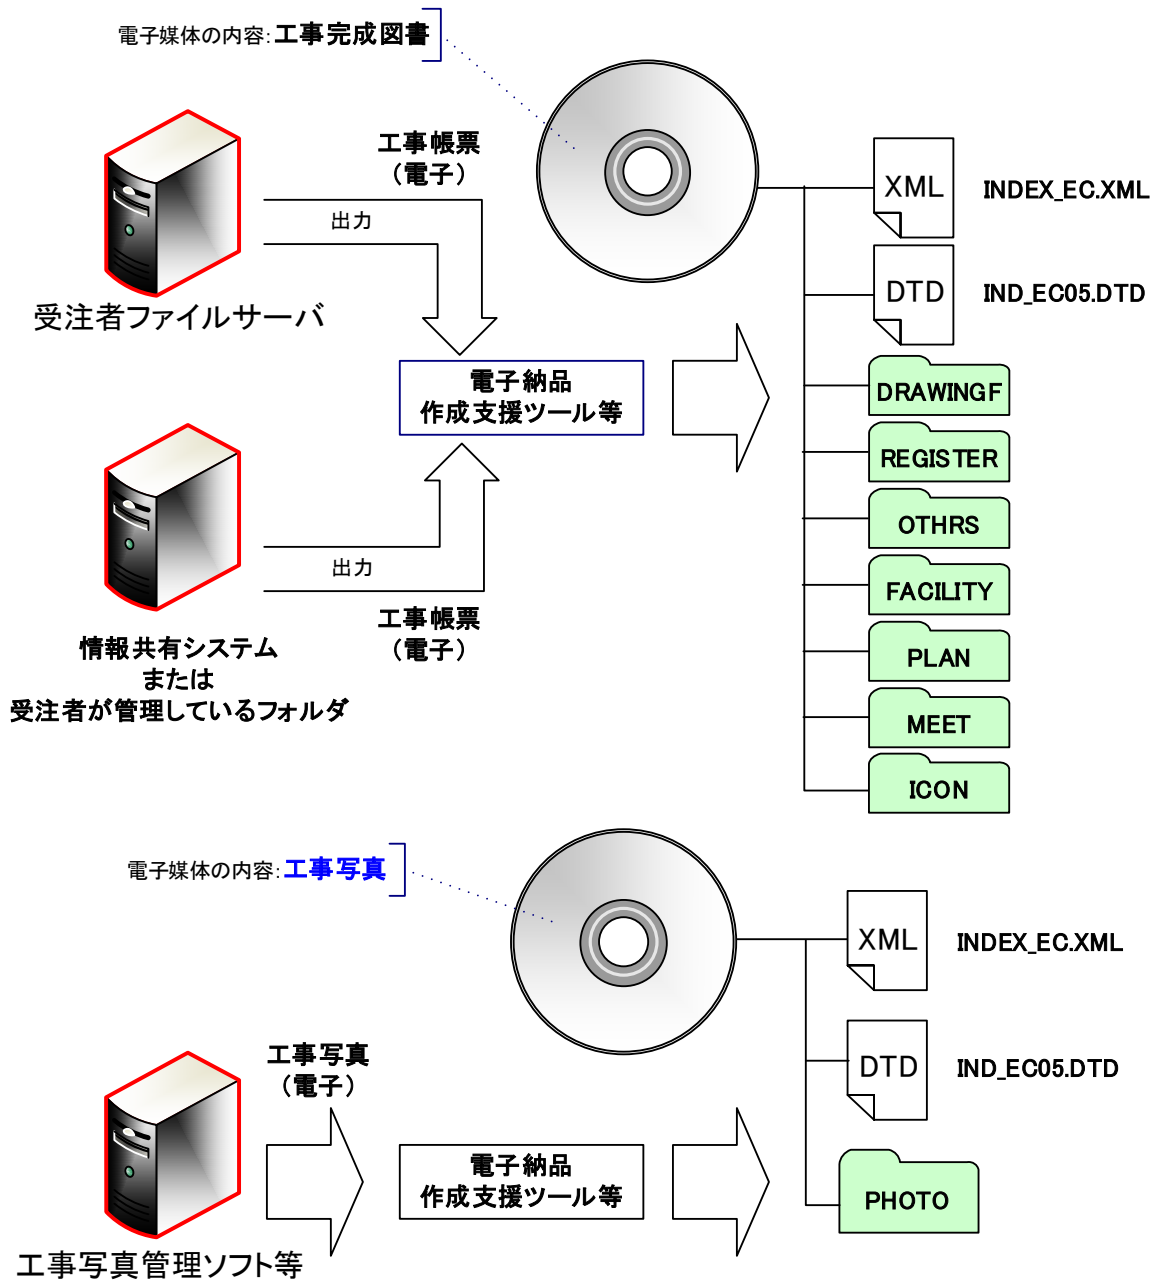 電子媒体の内容:工事完成図書
工事帳票
（電子）
出力
受注者ファイルサーバ
電子納品
作成支援ツール等
出力
工事帳票
（電子）
情報共有システム
または
受注者が管理しているフォルダ
XML
INDEX_EC.XML
DTD
IND_EC05.DTD
DRAWINGF
REGISTER
OTHRS
FACILITY
PLAN
MEET
ICON
電子媒体の内容:工事写真
工事写真
（電子）
工事写真管理ソフト等
電子納品
作成支援ツール等
XML
INDEX_EC.XML
DTD
IND_EC05.DTD
PHOTO